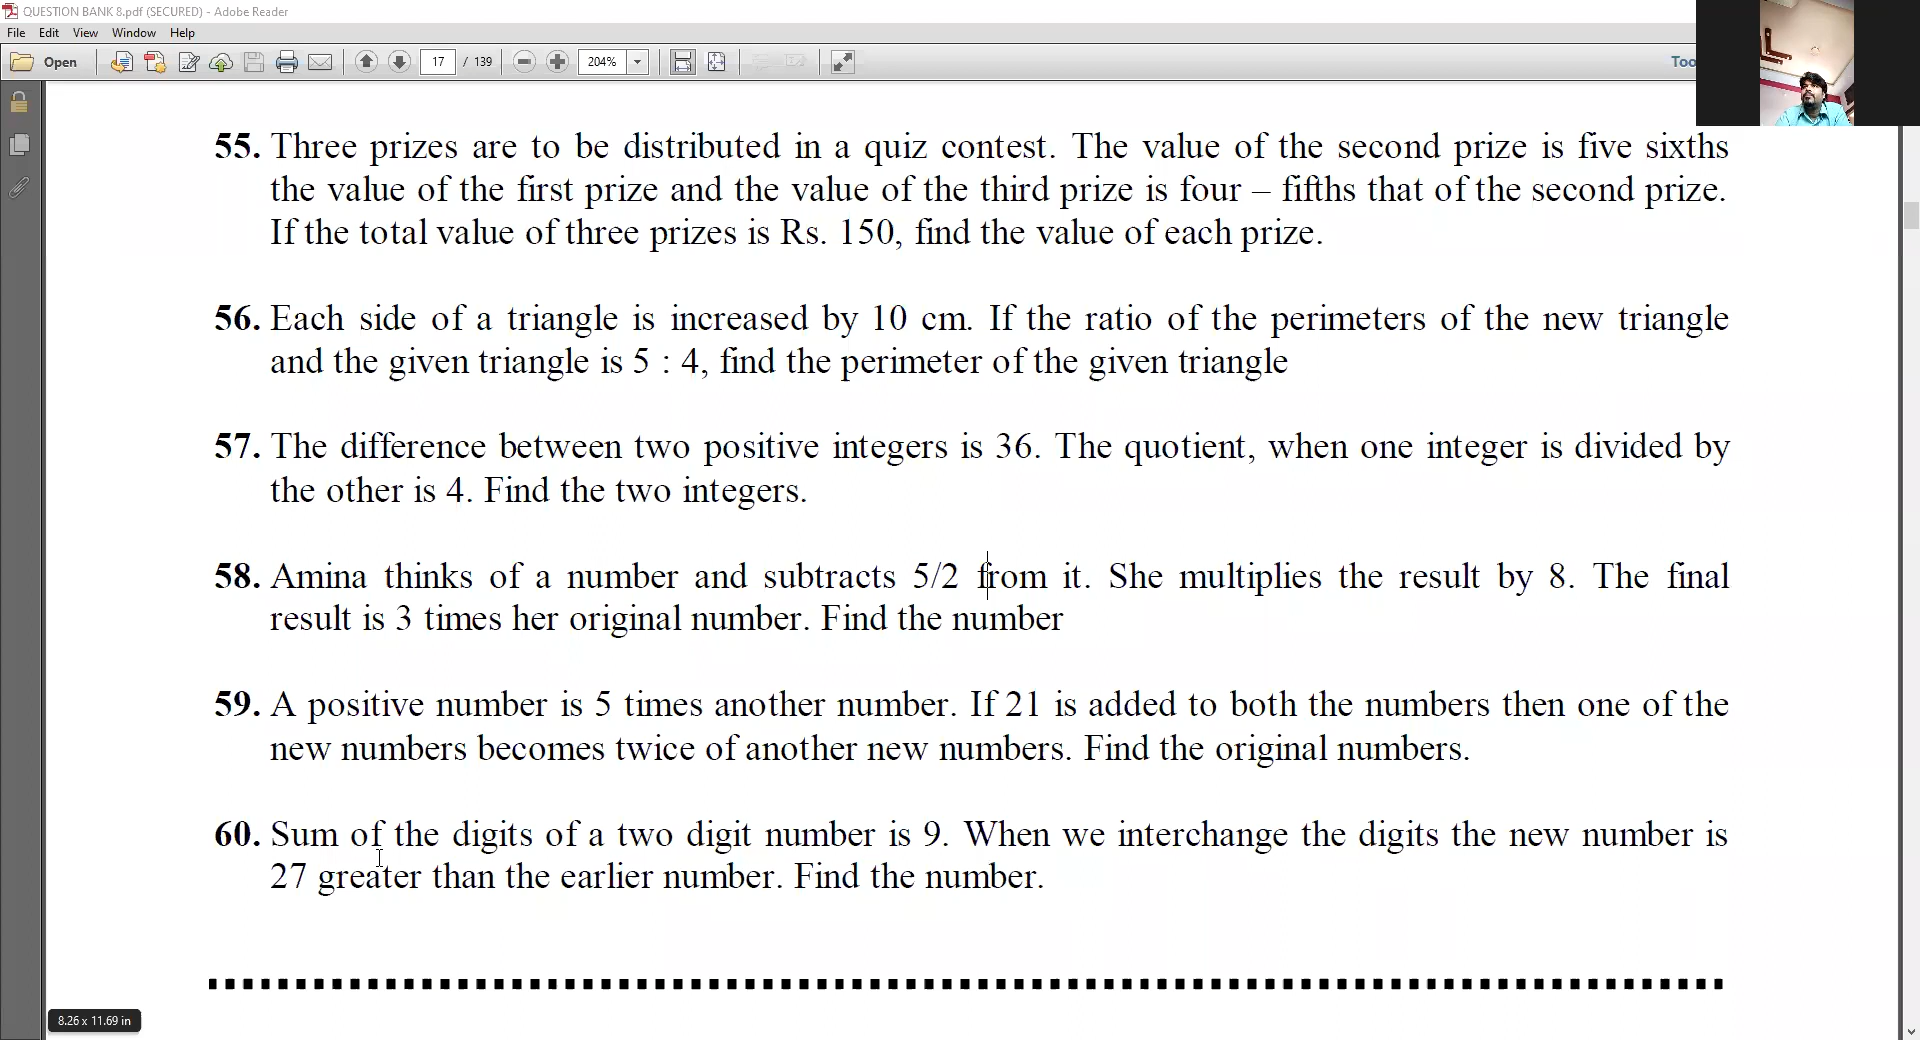 QUESTION BANK 8.pdf (SECURED) - Adobe Reader
File Edit View Window Help
Open 17 / 139 204% Too
55. Three prizes are to be distributed in a quiz contest. The value of the second prize is five sixths
the value of the first prize and the value of the third prize is four – fifths that of the second prize.
If the total value of three prizes is Rs. 150, find the value of each prize.
56. Each side of a triangle is increased by 10 cm. If the ratio of the perimeters of the new triangle
and the given triangle is 5 : 4, find the perimeter of the given triangle
57. The difference between two positive integers is 36. The quotient, when one integer is divided by
the other is 4. Find the two integers.
58. Amina thinks of a number and subtracts 5/2 from it. She multiplies the result by 8. The final
result is 3 times her original number. Find the number
59. A positive number is 5 times another number. If 21 is added to both the numbers then one of the
new numbers becomes twice of another new numbers. Find the original numbers.
60. Sum of the digits of a two digit number is 9. When we interchange the digits the new number is
27 greater than the earlier number. Find the number.
8.26 x 11.69 in